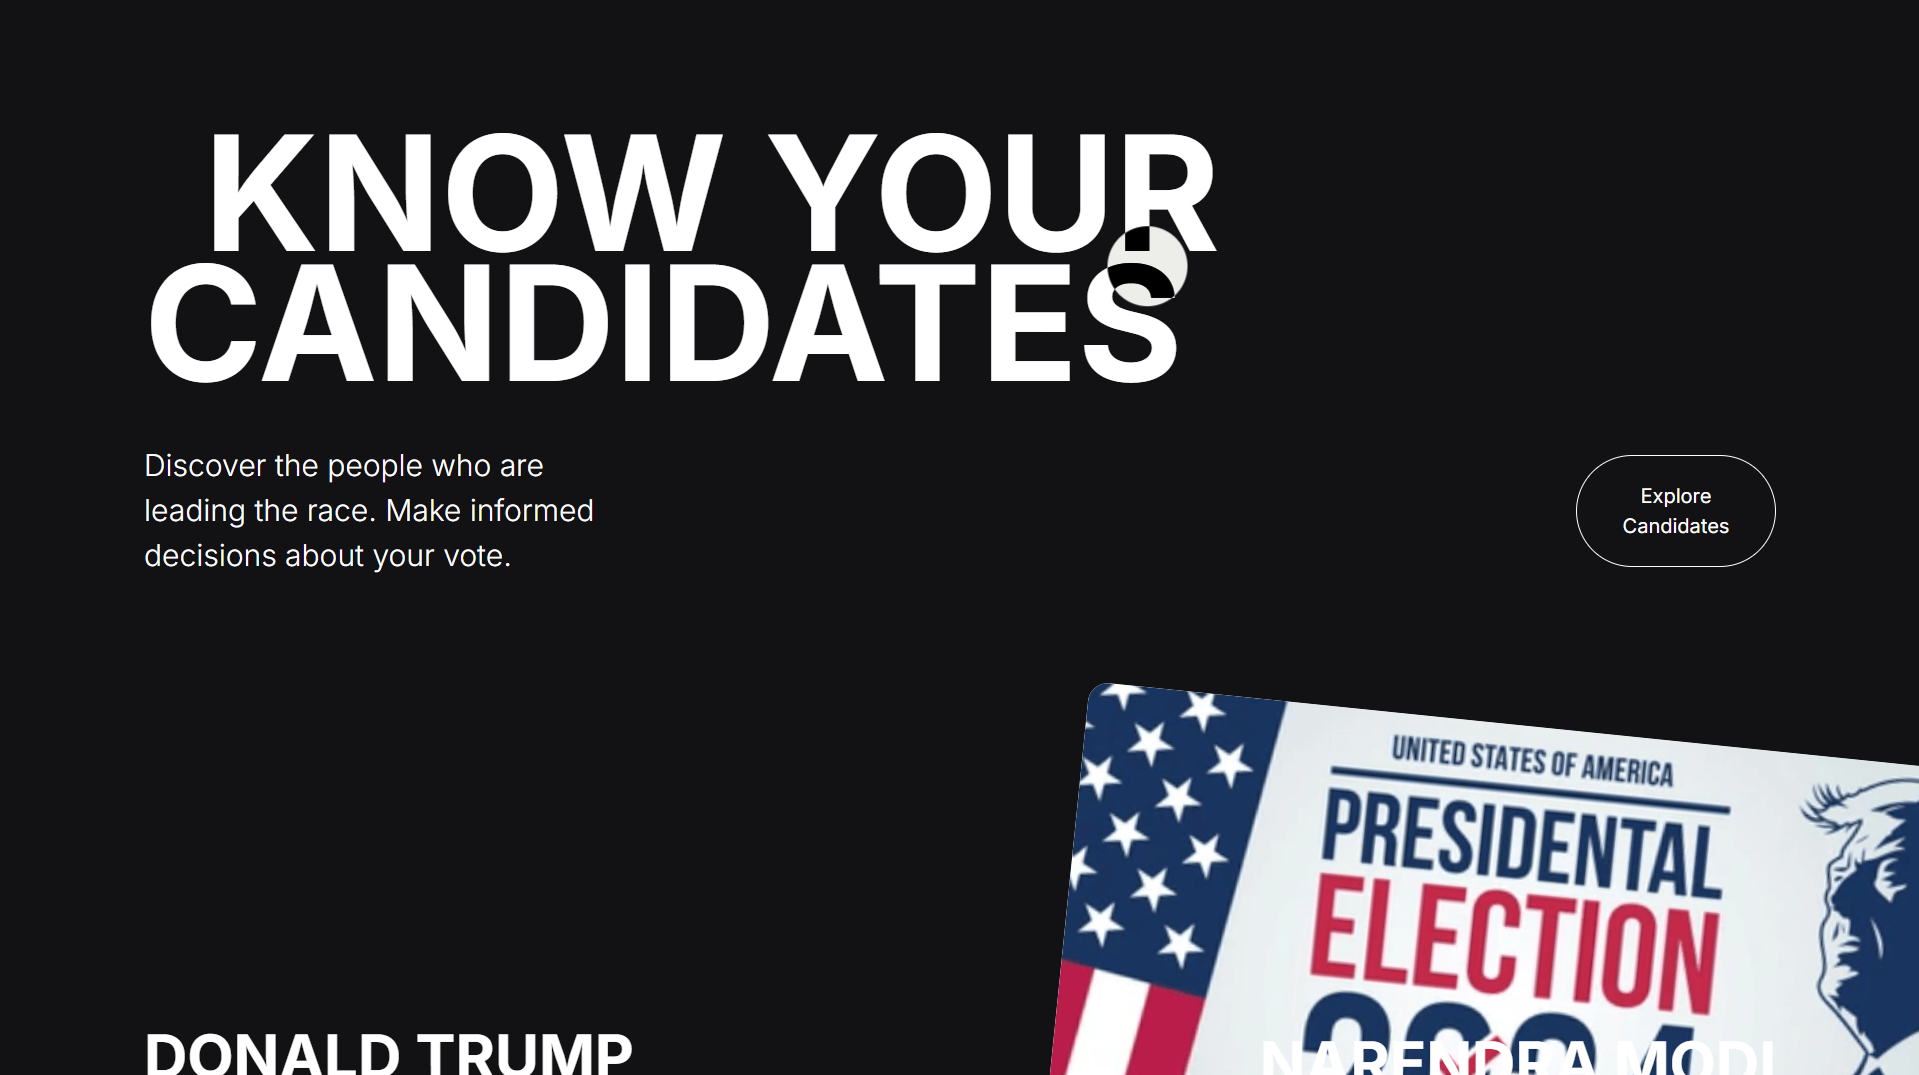 KNOW YOUR
CANDIDATES
Discover the people who are
leading the race. Make informed
decisions about your vote.
Explore
Candidates
UNITED STATES OF AMERICA
PRESIDENTAL
ELECTION
2024
DONALD TRUMP
NARENDRA MODI